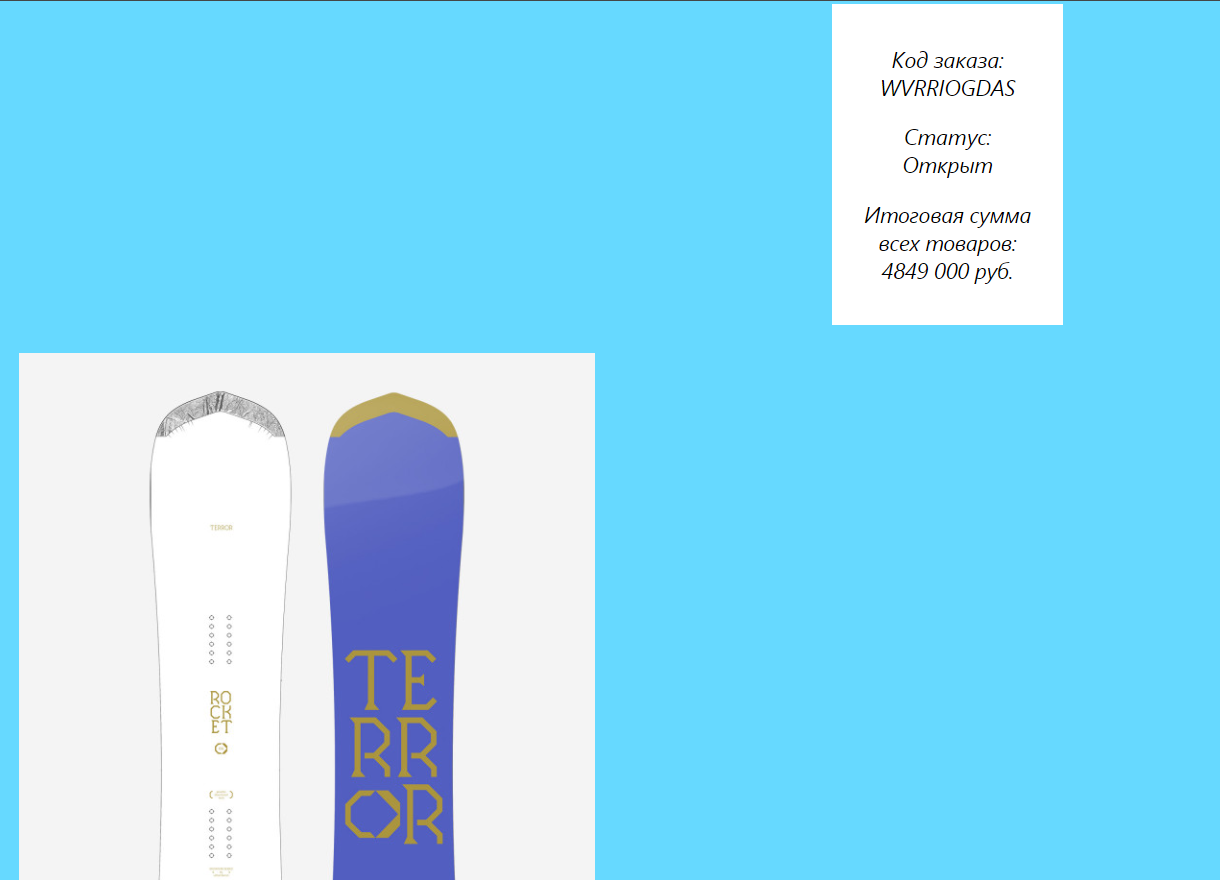 Код заказа:
WVRRIOGDAS
Статус:
Открыт
Итоговая сумма
всех товаров:
4849 000 руб.
TERROR
RO
CK
ET
TE
RR
OR